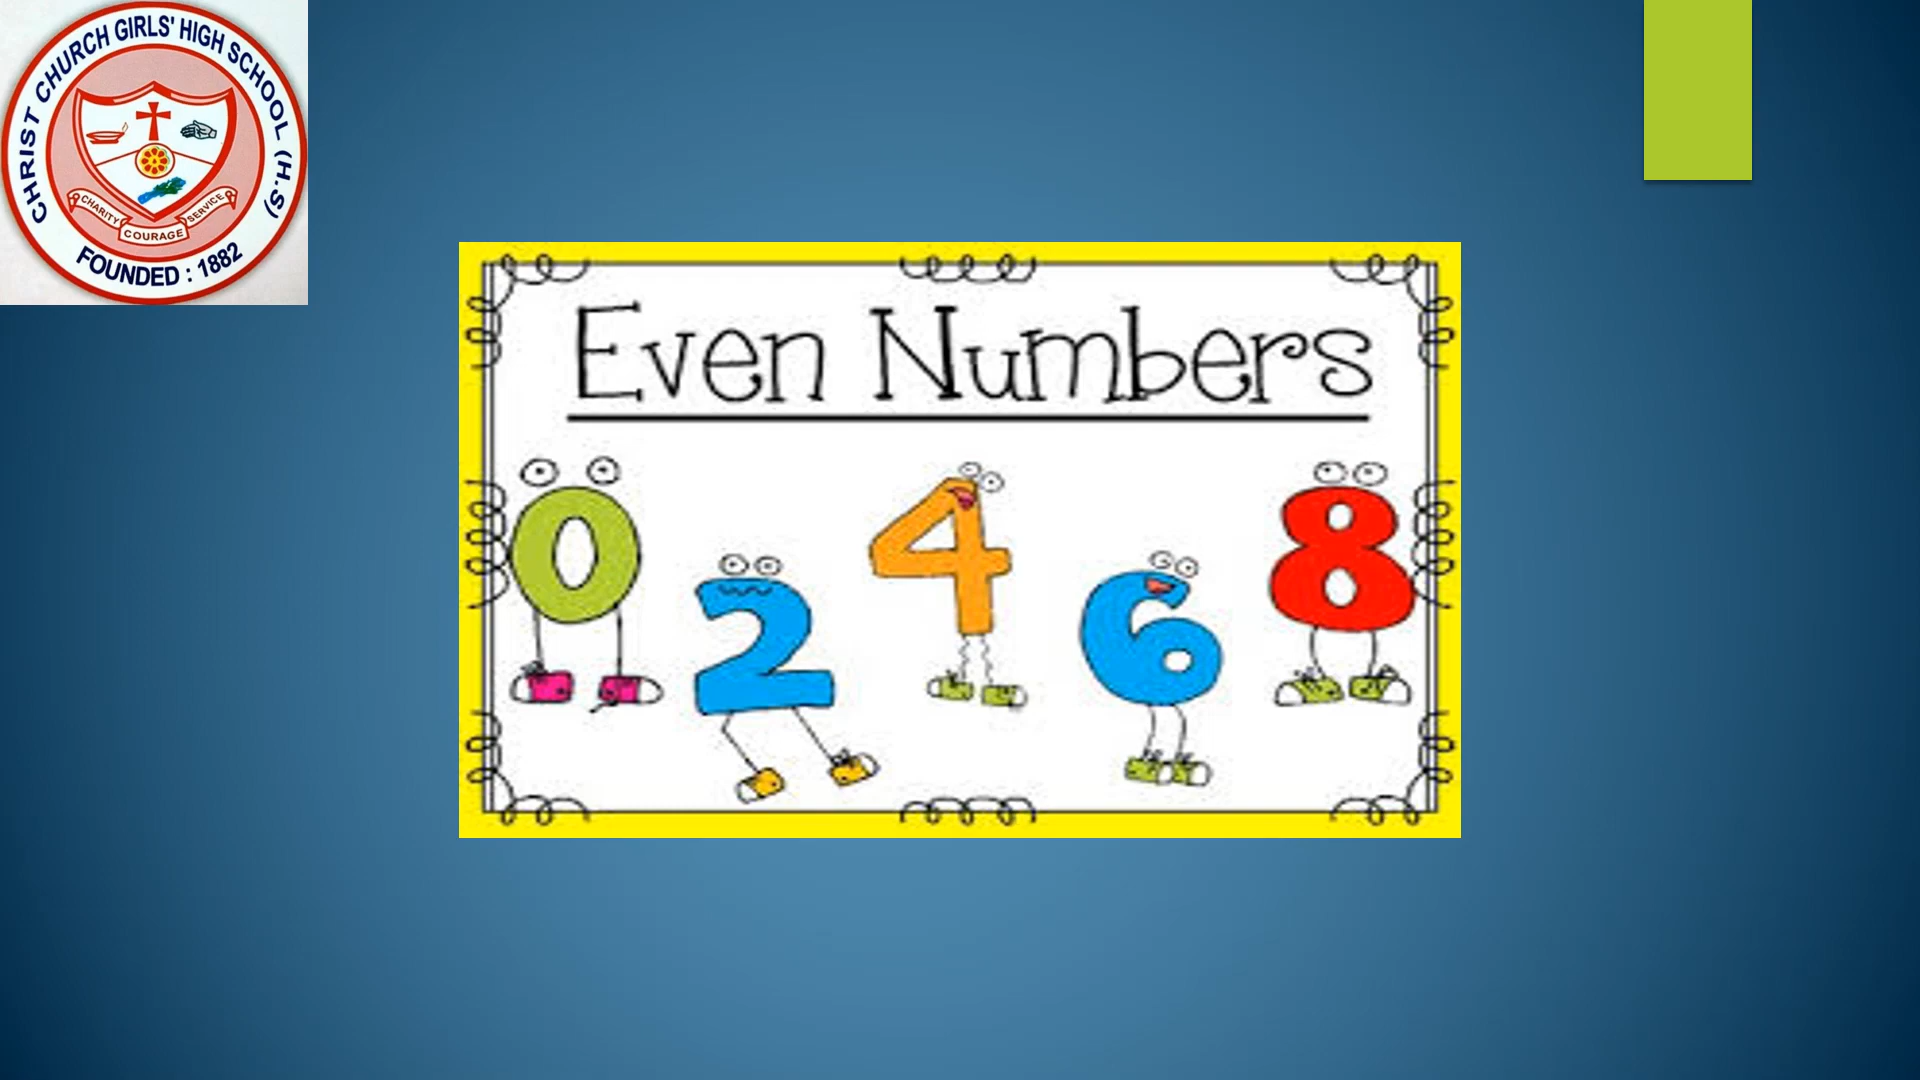 CHRIST CHURCH GIRLS' HIGH SCHOOL (H.S)
CHARITY
COURAGE
SERVICE
FOUNDED : 1882
Even Numbers
0 2 4 6 8